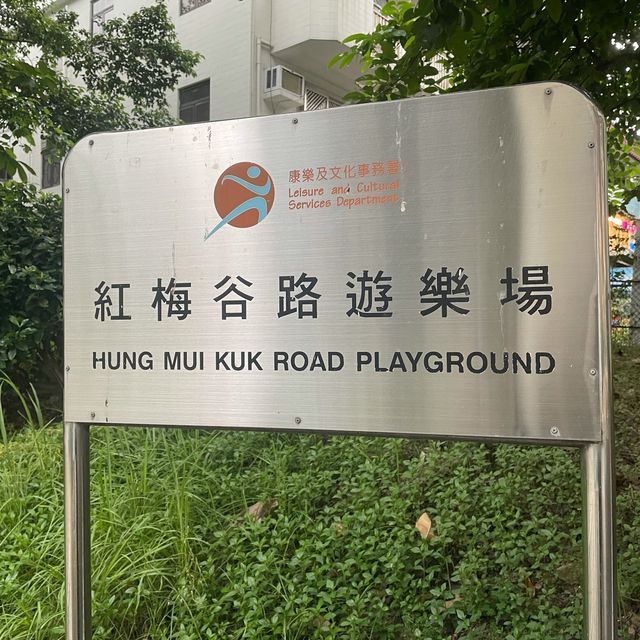 康樂及文化事務署
Leisure and Cultural
Services Department
紅梅谷路遊樂場
HUNG MUI KUK ROAD PLAYGROUND